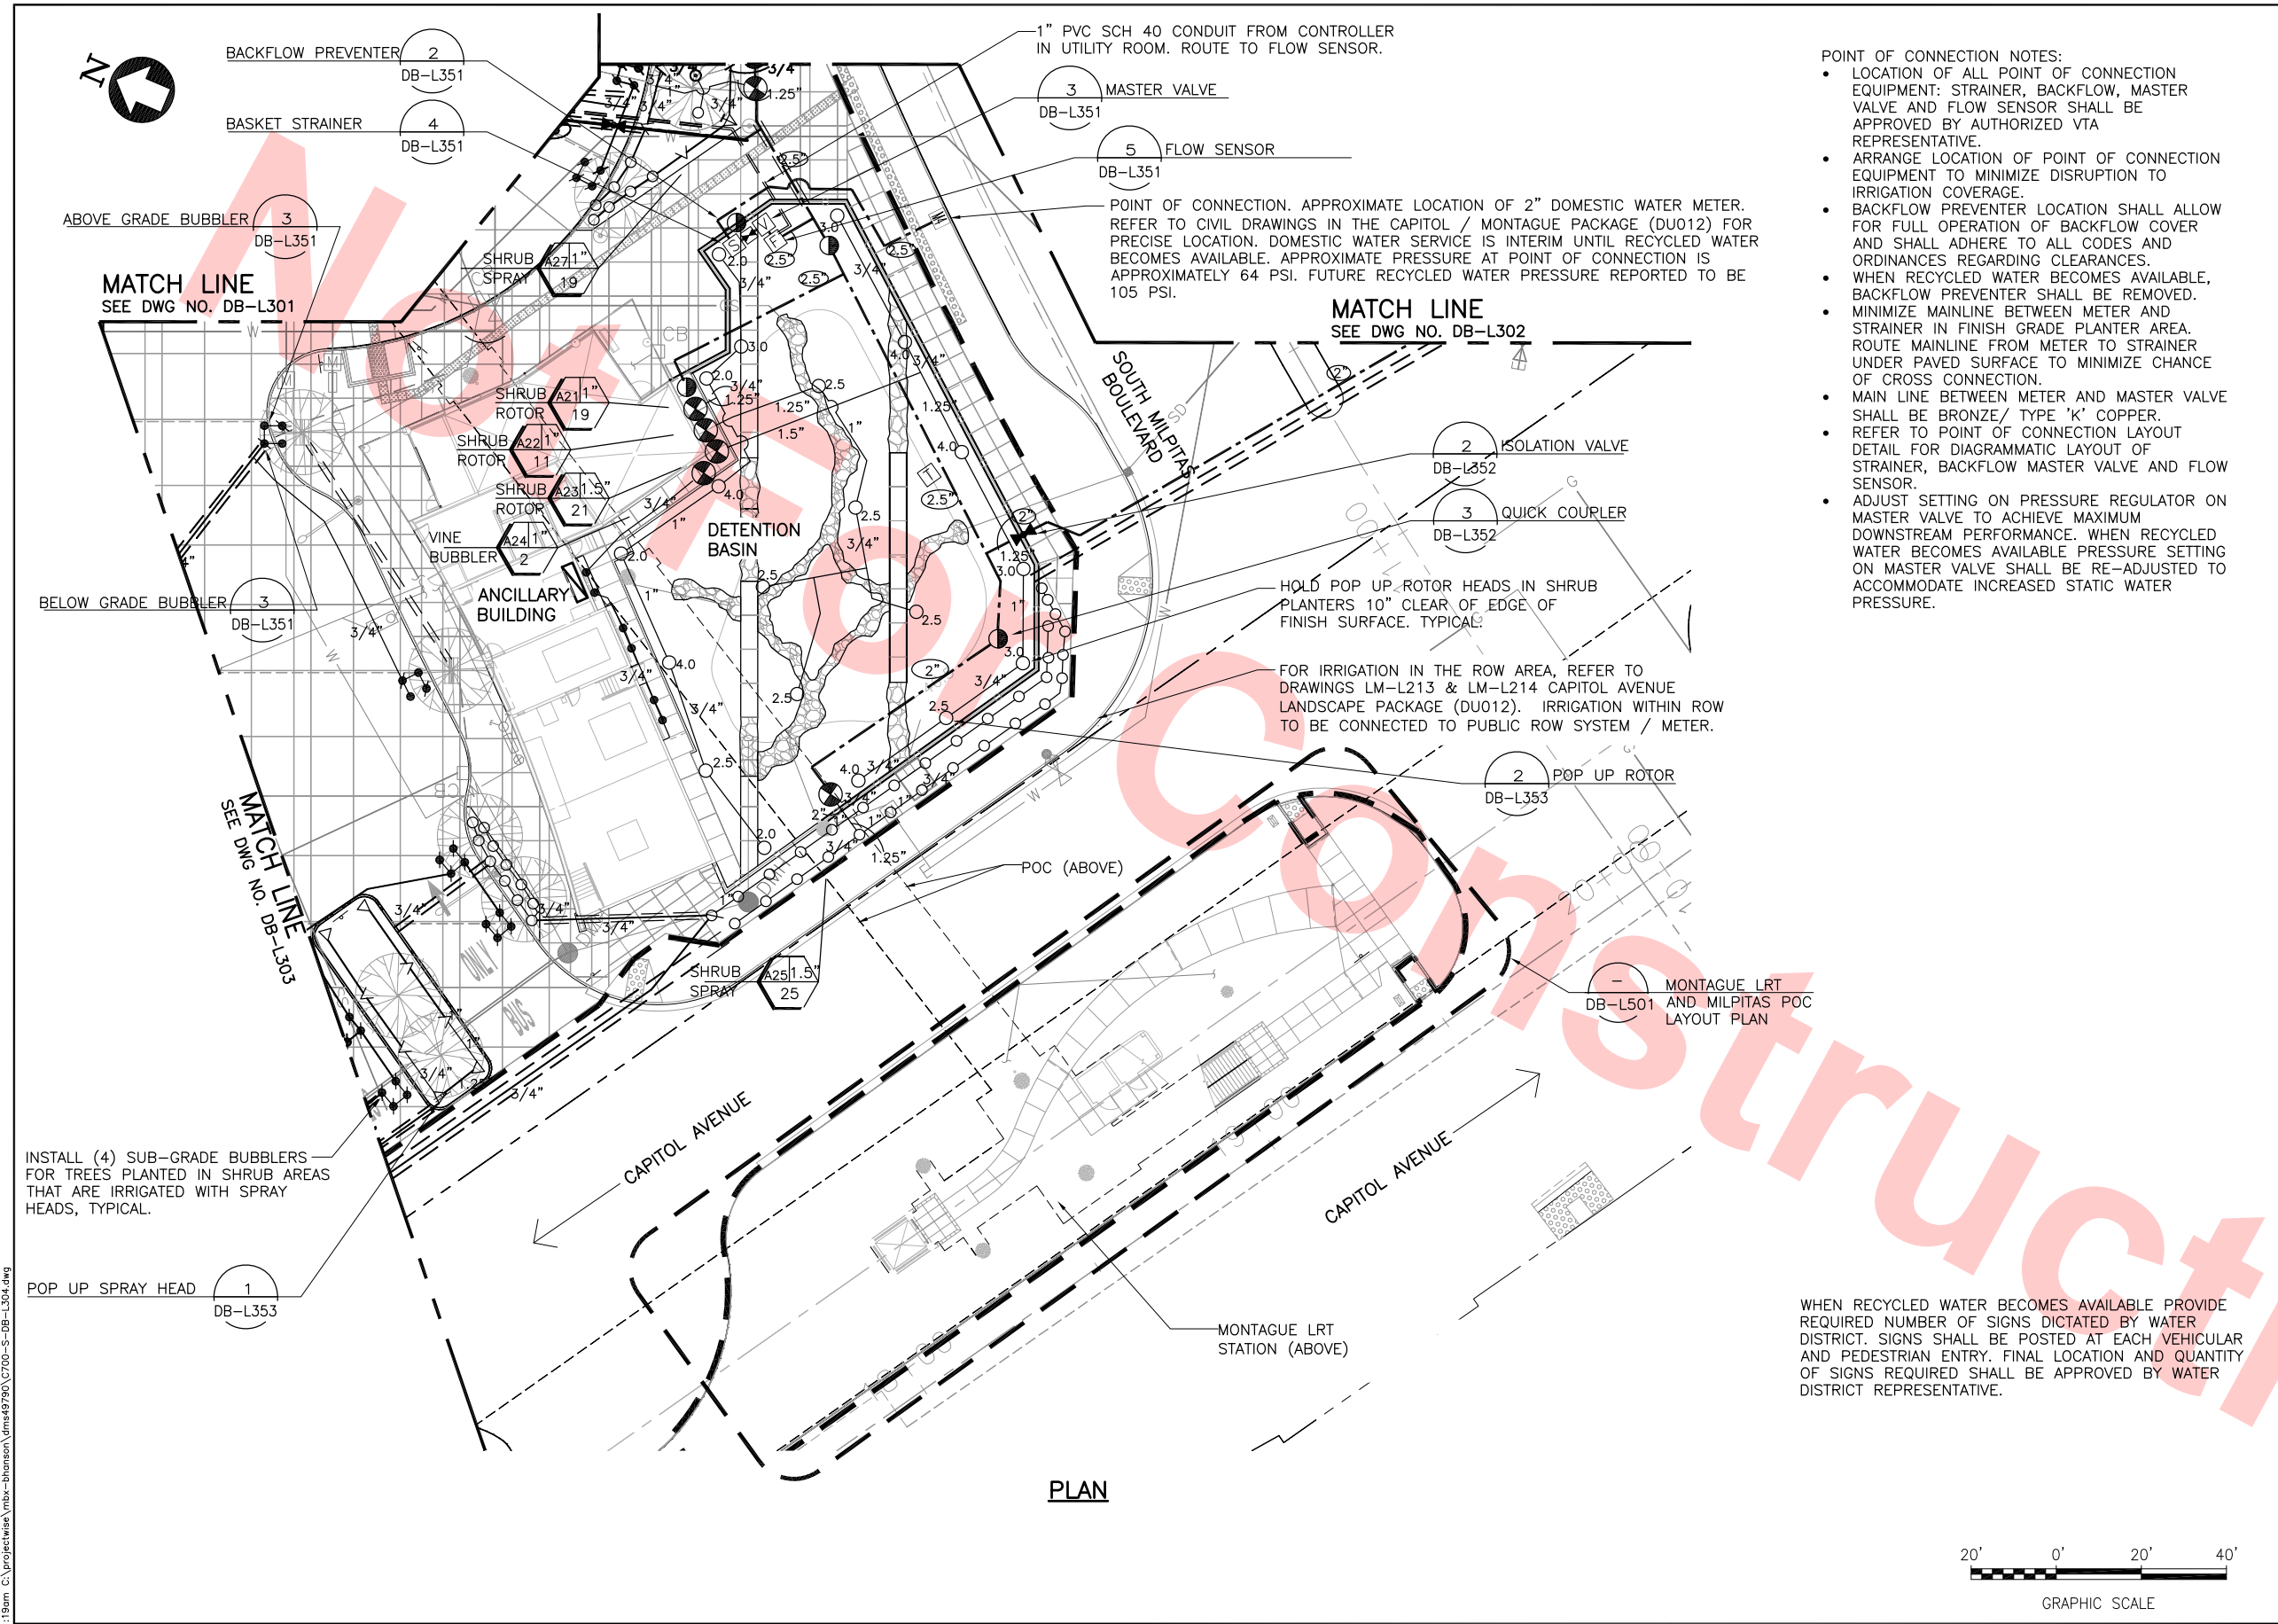 N
BACKFLOW PREVENTER
2
DB-L351
BASKET STRAINER
4
DB-L351
ABOVE GRADE BUBBLER
3
DB-L351
MATCH LINE
SEE DWG NO. DB-L301
1" PVC SCH 40 CONDUIT FROM CONTROLLER
IN UTILITY ROOM. ROUTE TO FLOW SENSOR.
3
MASTER VALVE
DB-L351
5
FLOW SENSOR
DB-L351
POINT OF CONNECTION. APPROXIMATE LOCATION OF 2" DOMESTIC WATER METER.
REFER TO CIVIL DRAWINGS IN THE CAPITOL / MONTAGUE PACKAGE (DU012) FOR
PRECISE LOCATION. DOMESTIC WATER SERVICE IS INTERIM UNTIL RECYCLED WATER
BECOMES AVAILABLE. APPROXIMATE PRESSURE AT POINT OF CONNECTION IS
APPROXIMATELY 64 PSI. FUTURE RECYCLED WATER PRESSURE REPORTED TO BE
105 PSI.
MATCH LINE
SEE DWG NO. DB-L302
POINT OF CONNECTION NOTES:
• LOCATION OF ALL POINT OF CONNECTION
EQUIPMENT: STRAINER, BACKFLOW, MASTER
VALVE AND FLOW SENSOR SHALL BE
APPROVED BY AUTHORIZED VTA
REPRESENTATIVE.
• ARRANGE LOCATION OF POINT OF CONNECTION
EQUIPMENT TO MINIMIZE DISRUPTION TO
IRRIGATION COVERAGE.
• BACKFLOW PREVENTER LOCATION SHALL ALLOW
FOR FULL OPERATION OF BACKFLOW COVER
AND SHALL ADHERE TO ALL CODES AND
ORDINANCES REGARDING CLEARANCES.
• WHEN RECYCLED WATER BECOMES AVAILABLE,
BACKFLOW PREVENTER SHALL BE REMOVED.
• MINIMIZE MAINLINE BETWEEN METER AND
STRAINER IN FINISH GRADE PLANTER AREA.
ROUTE MAINLINE FROM METER TO STRAINER
UNDER PAVED SURFACE TO MINIMIZE CHANCE
OF CROSS CONNECTION.
• MAIN LINE BETWEEN METER AND MASTER VALVE
SHALL BE BRONZE/ TYPE 'K' COPPER.
• REFER TO POINT OF CONNECTION LAYOUT
DETAIL FOR DIAGRAMMATIC LAYOUT OF
STRAINER, BACKFLOW MASTER VALVE AND FLOW
SENSOR.
• ADJUST SETTING ON PRESSURE REGULATOR ON
MASTER VALVE TO ACHIEVE MAXIMUM
DOWNSTREAM PERFORMANCE. WHEN RECYCLED
WATER BECOMES AVAILABLE PRESSURE SETTING
ON MASTER VALVE SHALL BE RE-ADJUSTED TO
ACCOMMODATE INCREASED STATIC WATER
PRESSURE.
SHRUB SPRAY
A27 1"
19
SHRUB ROTOR
A21 1"
19
SHRUB ROTOR
A22 1"
11
SHRUB ROTOR
A23 1.5"
21
VINE BUBBLER
A24 1"
2
DETENTION
BASIN
ANCILLARY
BUILDING
SOUTH MILPITAS
BOULEVARD
2
ISOLATION VALVE
DB-L352
3
QUICK COUPLER
DB-L352
BELOW GRADE BUBBLER
3
DB-L351
HOLD POP UP ROTOR HEADS IN SHRUB
PLANTERS 10" CLEAR OF EDGE OF
FINISH SURFACE. TYPICAL.
FOR IRRIGATION IN THE ROW AREA, REFER TO
DRAWINGS LM-L213 & LM-L214 CAPITOL AVENUE
LANDSCAPE PACKAGE (DU012). IRRIGATION WITHIN ROW
TO BE CONNECTED TO PUBLIC ROW SYSTEM / METER.
2
POP UP ROTOR
DB-L353
MATCH LINE
SEE DWG NO. DB-L303
POC (ABOVE)
SHRUB SPRAY
A25 1.5"
25
ONLY
BUS
-
DB-L501
MONTAGUE LRT
AND MILPITAS POC
LAYOUT PLAN
CAPITOL AVENUE
CAPITOL AVENUE
INSTALL (4) SUB-GRADE BUBBLERS
FOR TREES PLANTED IN SHRUB AREAS
THAT ARE IRRIGATED WITH SPRAY
HEADS, TYPICAL.
POP UP SPRAY HEAD
1
DB-L353
MONTAGUE LRT
STATION (ABOVE)
WHEN RECYCLED WATER BECOMES AVAILABLE PROVIDE
REQUIRED NUMBER OF SIGNS DICTATED BY WATER
DISTRICT. SIGNS SHALL BE POSTED AT EACH VEHICULAR
AND PEDESTRIAN ENTRY. FINAL LOCATION AND QUANTITY
OF SIGNS REQUIRED SHALL BE APPROVED BY WATER
DISTRICT REPRESENTATIVE.
PLAN
20' 0' 20' 40'
GRAPHIC SCALE
Not For Constructi
:19am C:\projectwise\mbx-bhanson\dms49790\C700-S-DB-L304.dwg